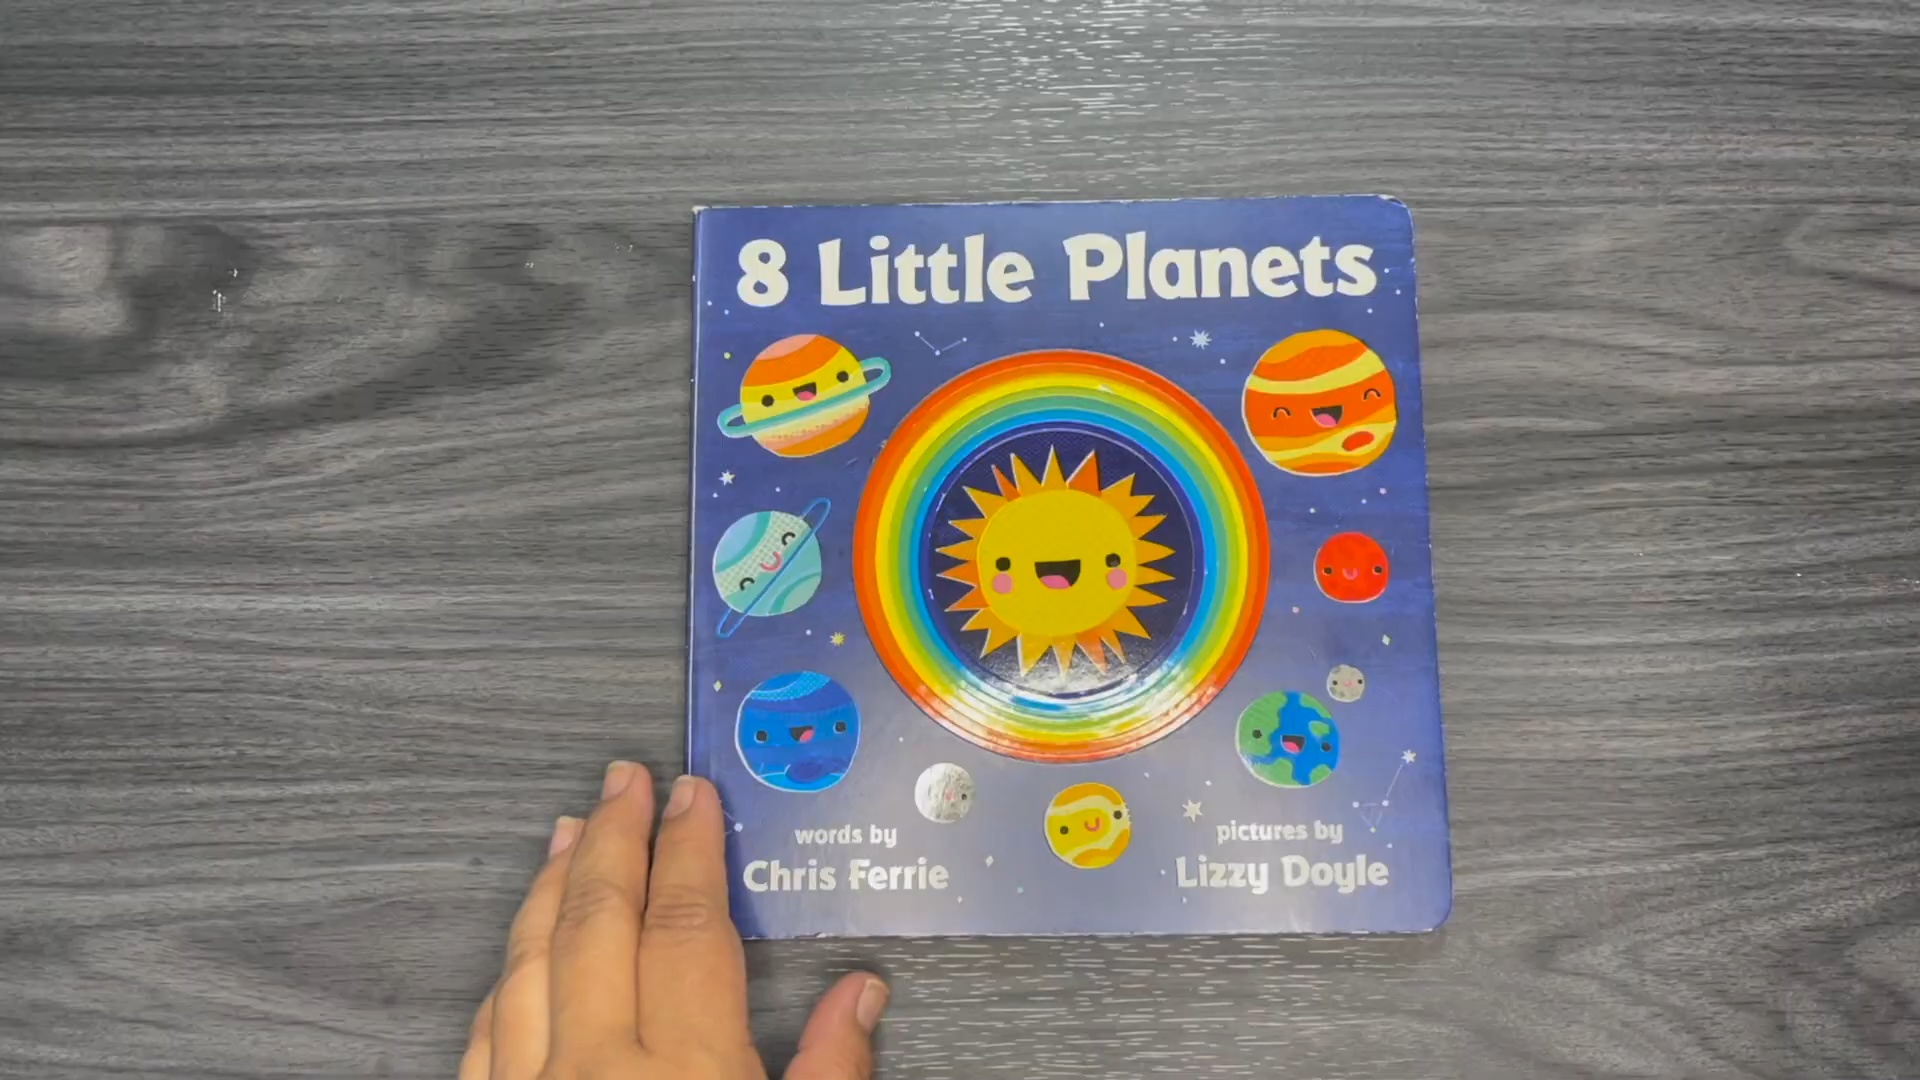 8 Little Planets
words by
Chris Ferrie
pictures by
Lizzy Doyle